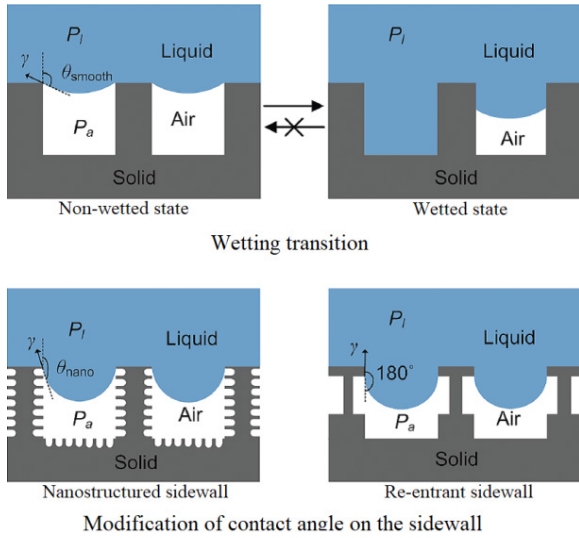 P_l
Liquid
γ
θ_smooth
P_a
Air
Solid
Non-wetted state
P_l
Liquid
Air
Solid
Wetted state
Wetting transition
P_l
Liquid
γ
θ_nano
P_a
Air
Solid
Nanostructured sidewall
P_l
Liquid
γ
180°
P_a
Air
Solid
Re-entrant sidewall
Modification of contact angle on the sidewall